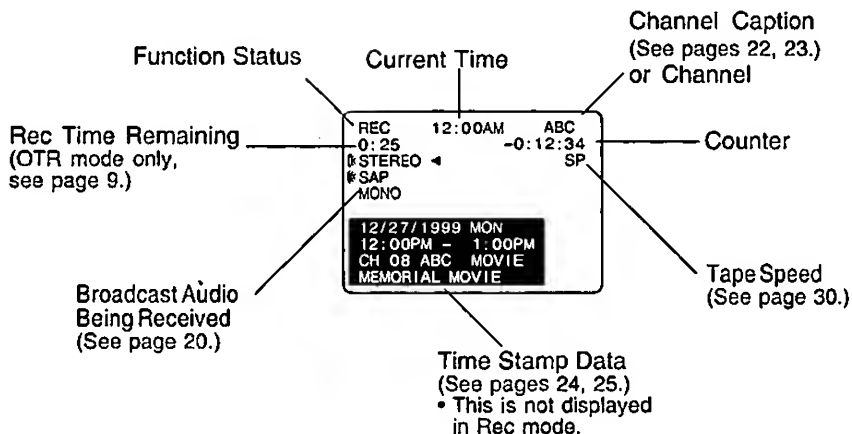 Channel Caption
(See pages 22, 23.)
or Channel
Function Status
Current Time
Rec Time Remaining
(OTR mode only,
see page 9.)
Counter
REC 12:00AM ABC
0:25 -0:12:34
STEREO ◄ SP
SAP
MONO
12/27/1999 MON
12:00PM - 1:00PM
CH 08 ABC MOVIE
MEMORIAL MOVIE
Tape Speed
(See page 30.)
Broadcast Audio
Being Received
(See page 20.)
Time Stamp Data
(See pages 24, 25.)
• This is not displayed
in Rec mode.